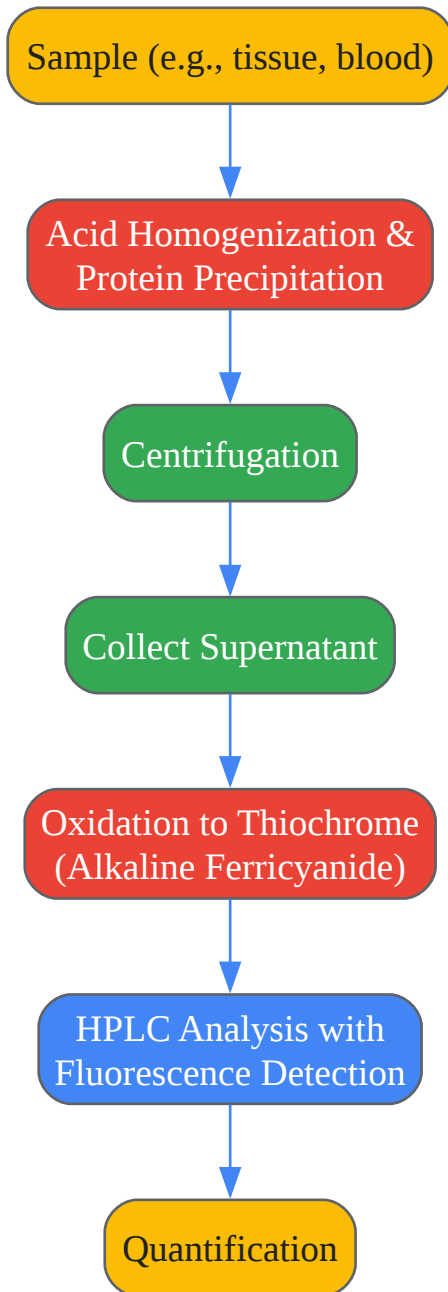 Sample (e.g., tissue, blood)
Acid Homogenization &
Protein Precipitation
Centrifugation
Collect Supernatant
Oxidation to Thiochrome
(Alkaline Ferricyanide)
HPLC Analysis with
Fluorescence Detection
Quantification